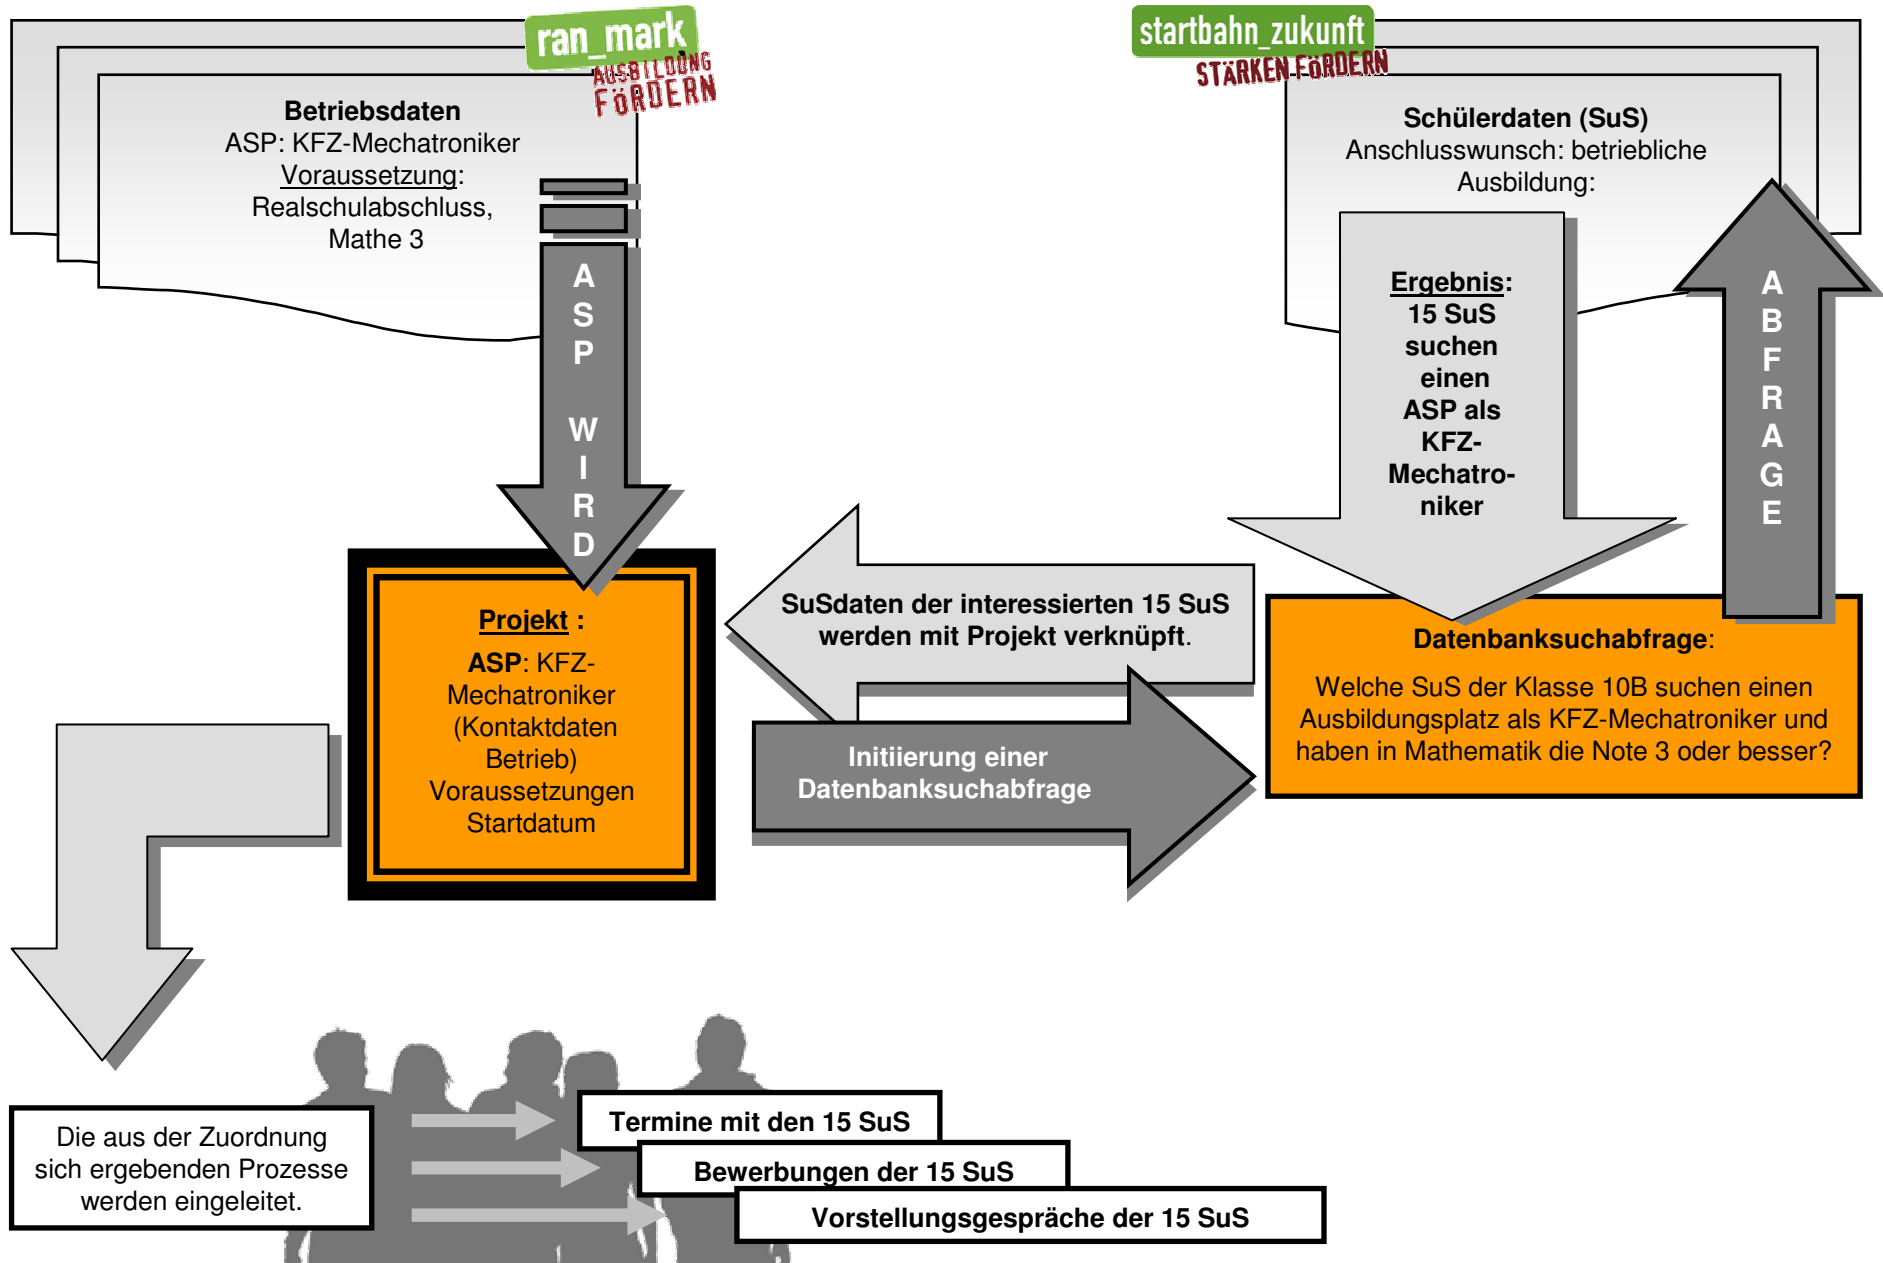 ran_mark
AUSBILDUNG
FÖRDERN
startbahn_zukunft
STÄRKEN FÖRDERN
Betriebsdaten
ASP: KFZ-Mechatroniker
Voraussetzung:
Realschulabschluss,
Mathe 3
Schülerdaten (SuS)
Anschlusswunsch: betriebliche
Ausbildung:
A
S
P
W
I
R
D
Ergebnis:
15 SuS
suchen
einen
ASP als
KFZ-
Mechatro-
niker
A
B
F
R
A
G
E
Projekt :
ASP: KFZ-
Mechatroniker
(Kontaktdaten
Betrieb)
Voraussetzungen
Startdatum
SuSdaten der interessierten 15 SuS
werden mit Projekt verknüpft.
Initiierung einer
Datenbanksuchabfrage
Datenbanksuchabfrage:
Welche SuS der Klasse 10B suchen einen
Ausbildungsplatz als KFZ-Mechatroniker und
haben in Mathematik die Note 3 oder besser?
Die aus der Zuordnung
sich ergebenden Prozesse
werden eingeleitet.
Termine mit den 15 SuS
Bewerbungen der 15 SuS
Vorstellungsgespräche der 15 SuS